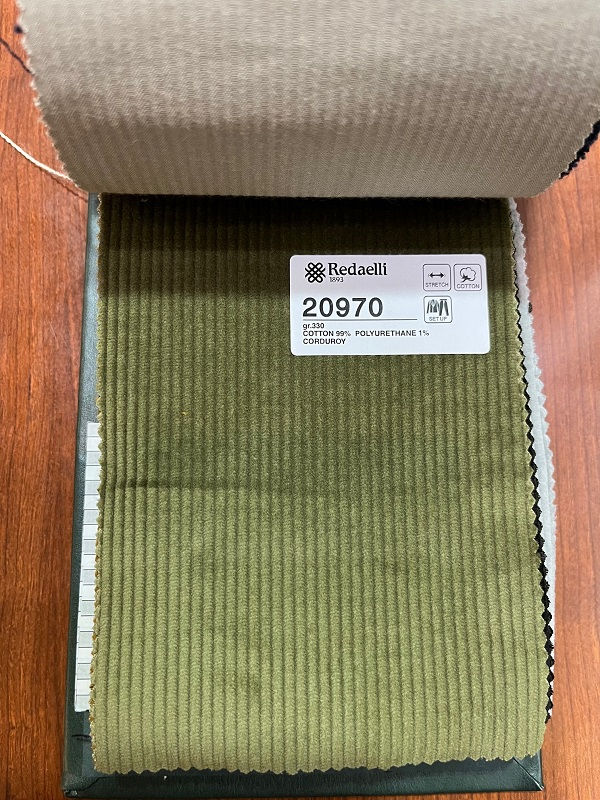 Redaelli
1893
STRETCH
COTTON
20970
SET UP
gr.330
COTTON 99% POLYURETHANE 1%
CORDUROY